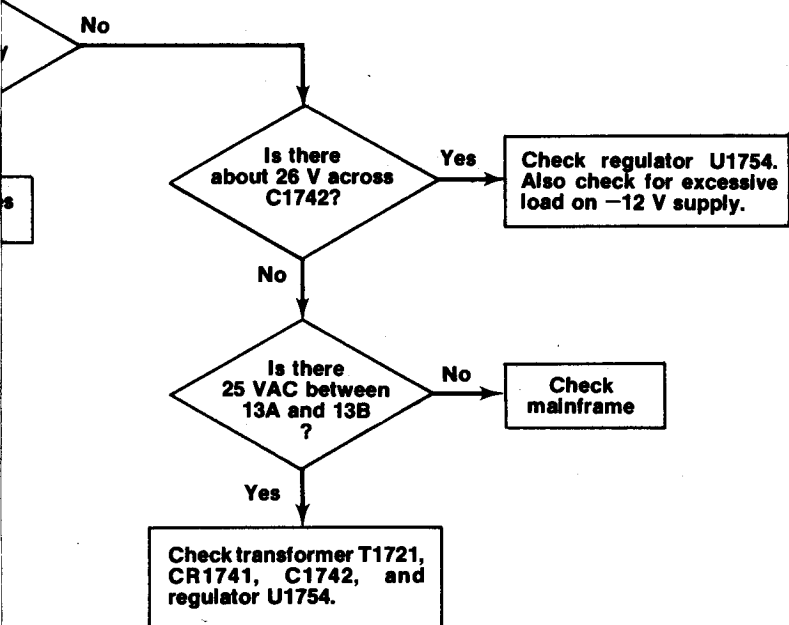 No
Is there
about 26 V across
C1742?
Yes
Check regulator U1754.
Also check for excessive
load on −12 V supply.
No
Is there
25 VAC between
13A and 13B
?
No
Check
mainframe
Yes
Check transformer T1721,
CR1741, C1742, and
regulator U1754.